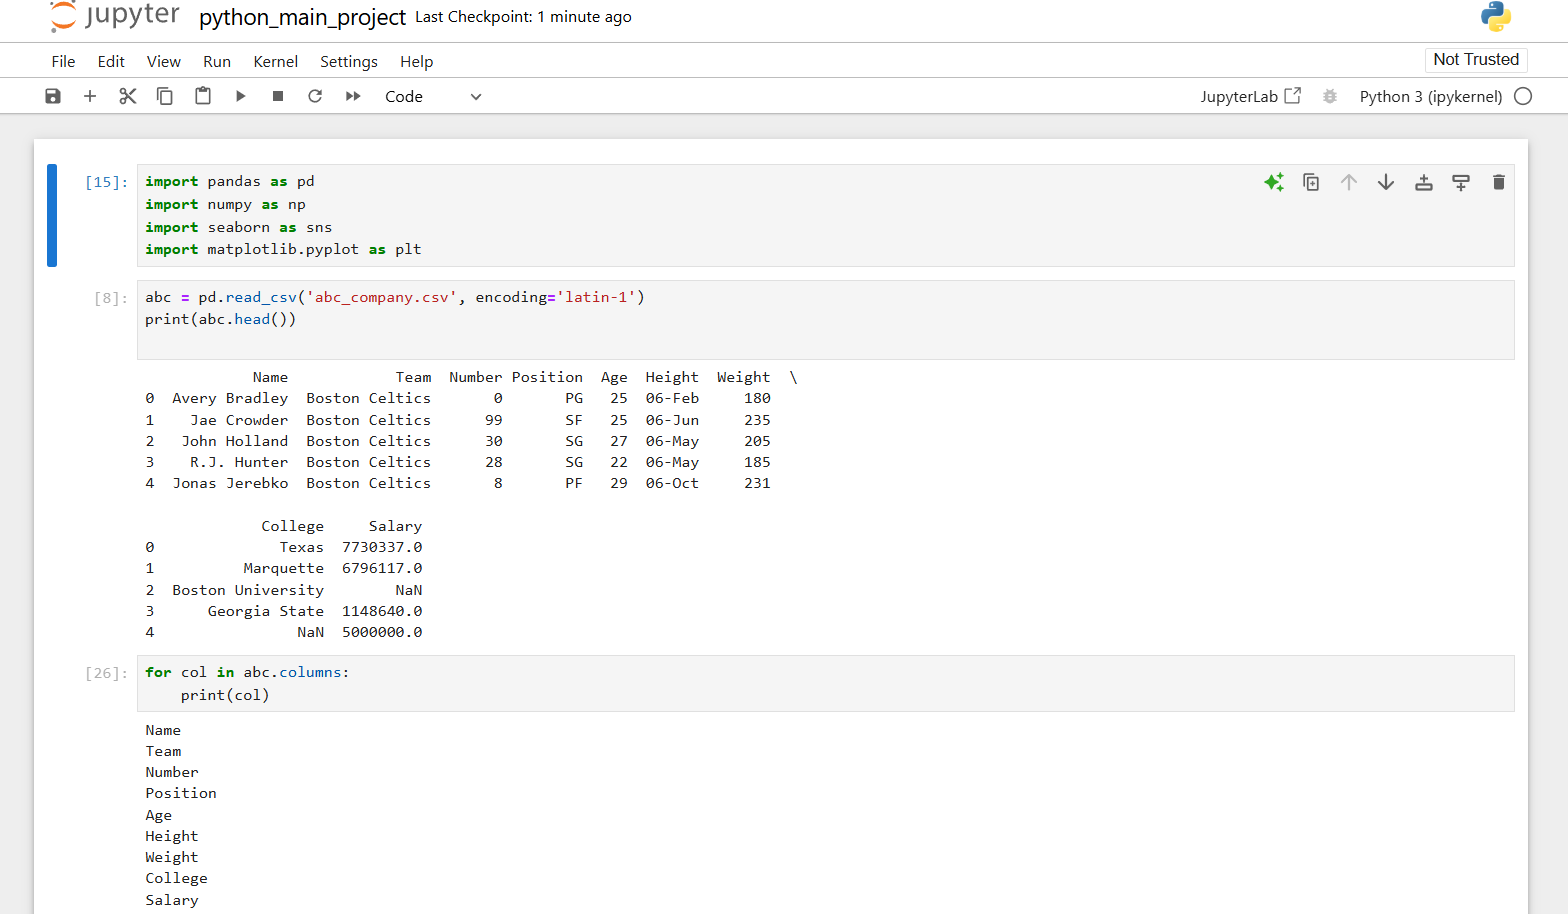 jupyter python_main_project Last Checkpoint: 1 minute ago
File Edit View Run Kernel Settings Help Not Trusted
Code JupyterLab Python 3 (ipykernel)
[15]: import pandas as pd
import numpy as np
import seaborn as sns
import matplotlib.pyplot as plt
[8]: abc = pd.read_csv('abc_company.csv', encoding='latin-1')
print(abc.head())
Name Team Number Position Age Height Weight \
0 Avery Bradley Boston Celtics 0 PG 25 06-Feb 180
1 Jae Crowder Boston Celtics 99 SF 25 06-Jun 235
2 John Holland Boston Celtics 30 SG 27 06-May 205
3 R.J. Hunter Boston Celtics 28 SG 22 06-May 185
4 Jonas Jerebko Boston Celtics 8 PF 29 06-Oct 231
College Salary
0 Texas 7730337.0
1 Marquette 6796117.0
2 Boston University NaN
3 Georgia State 1148640.0
4 NaN 5000000.0
[26]: for col in abc.columns:
print(col)
Name
Team
Number
Position
Age
Height
Weight
College
Salary